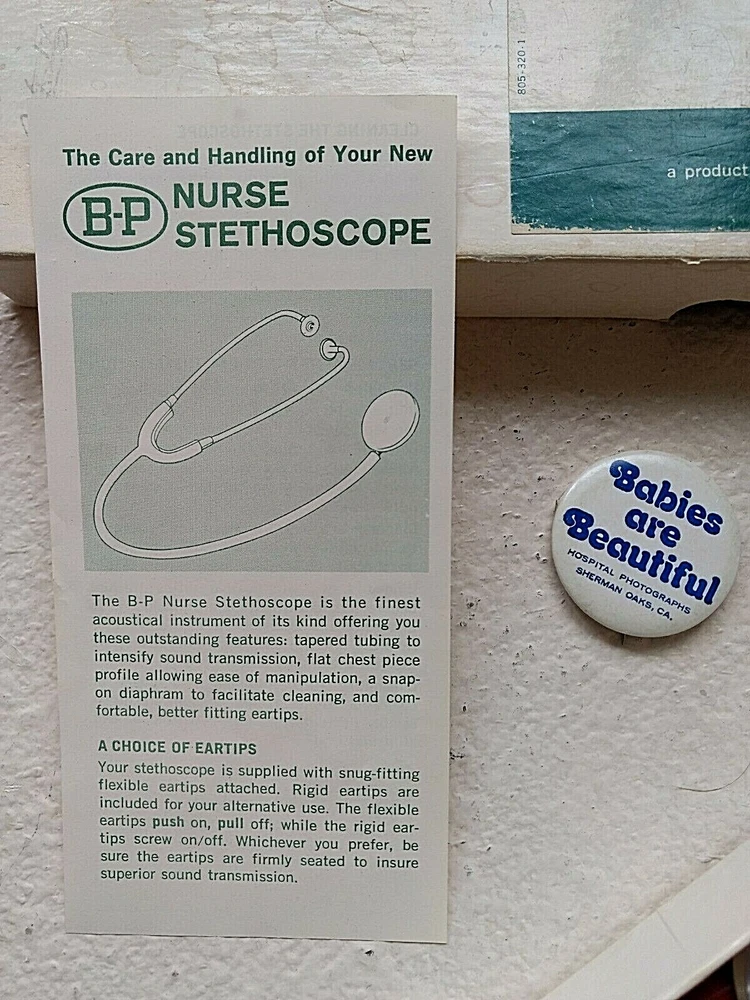 805-320-1
a product
The Care and Handling of Your New
B-P NURSE
STETHOSCOPE
The B-P Nurse Stethoscope is the finest
acoustical instrument of its kind offering you
these outstanding features: tapered tubing to
intensify sound transmission, flat chest piece
profile allowing ease of manipulation, a snap-
on diaphram to facilitate cleaning, and com-
fortable, better fitting eartips.
A CHOICE OF EARTIPS
Your stethoscope is supplied with snug-fitting
flexible eartips attached. Rigid eartips are
included for your alternative use. The flexible
eartips push on, pull off; while the rigid ear-
tips screw on/off. Whichever you prefer, be
sure the eartips are firmly seated to insure
superior sound transmission.
Babies
are
Beautiful
HOSPITAL PHOTOGRAPHS
SHERMAN OAKS, CA.